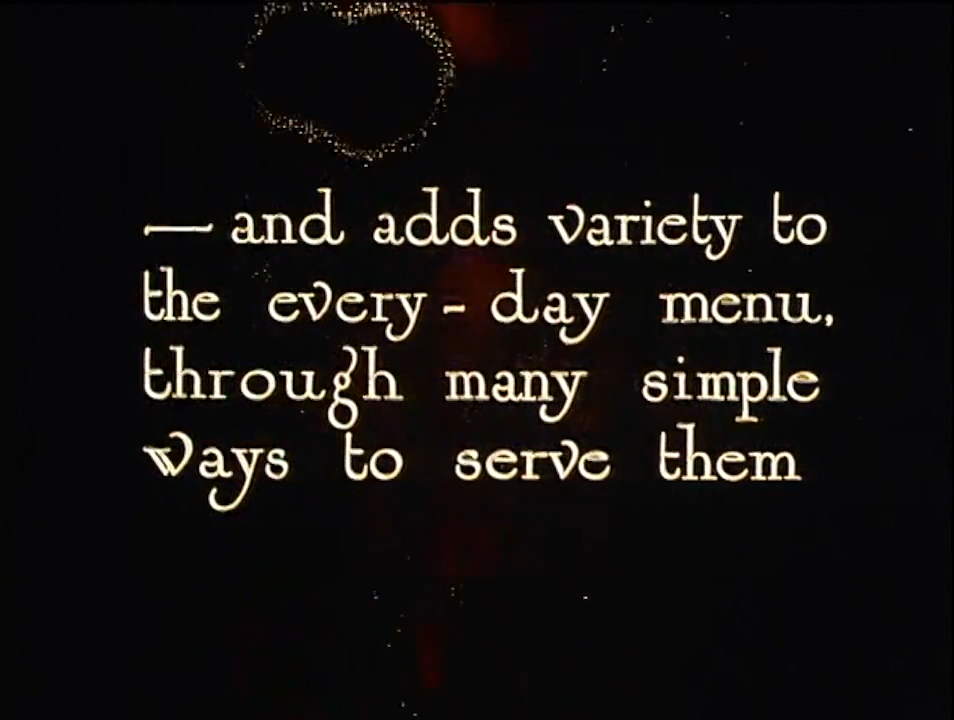 — and adds variety to
the every-day menu,
through many simple
ways to serve them